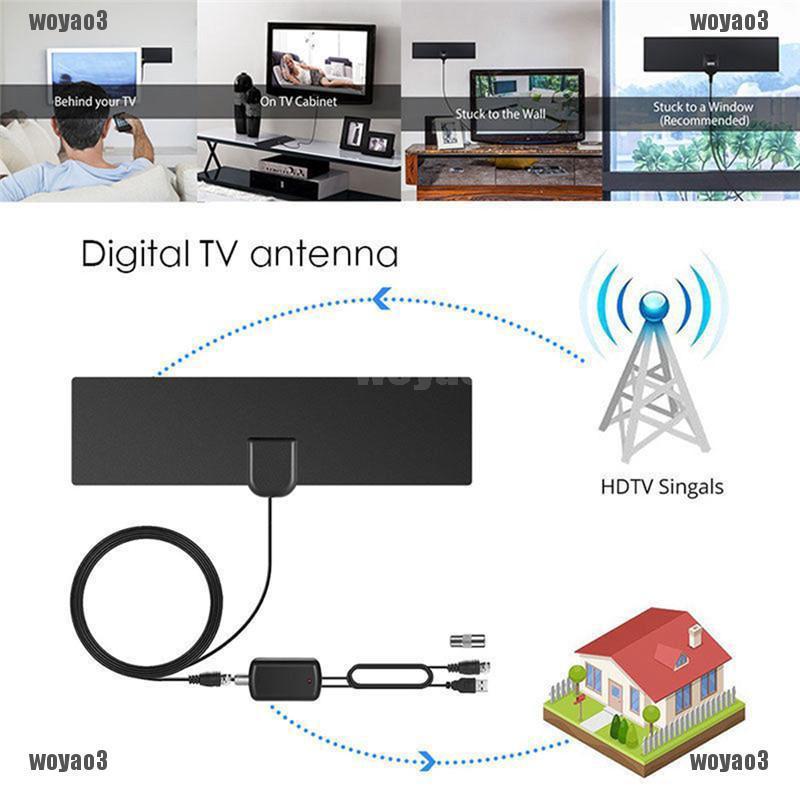 woyao3
woyao3
Behind your TV
On TV Cabinet
Stuck to the Wall
Stuck to a Window
(Recommended)
Digital TV antenna
woyao3
HDTV Singals
woyao3
woyao3